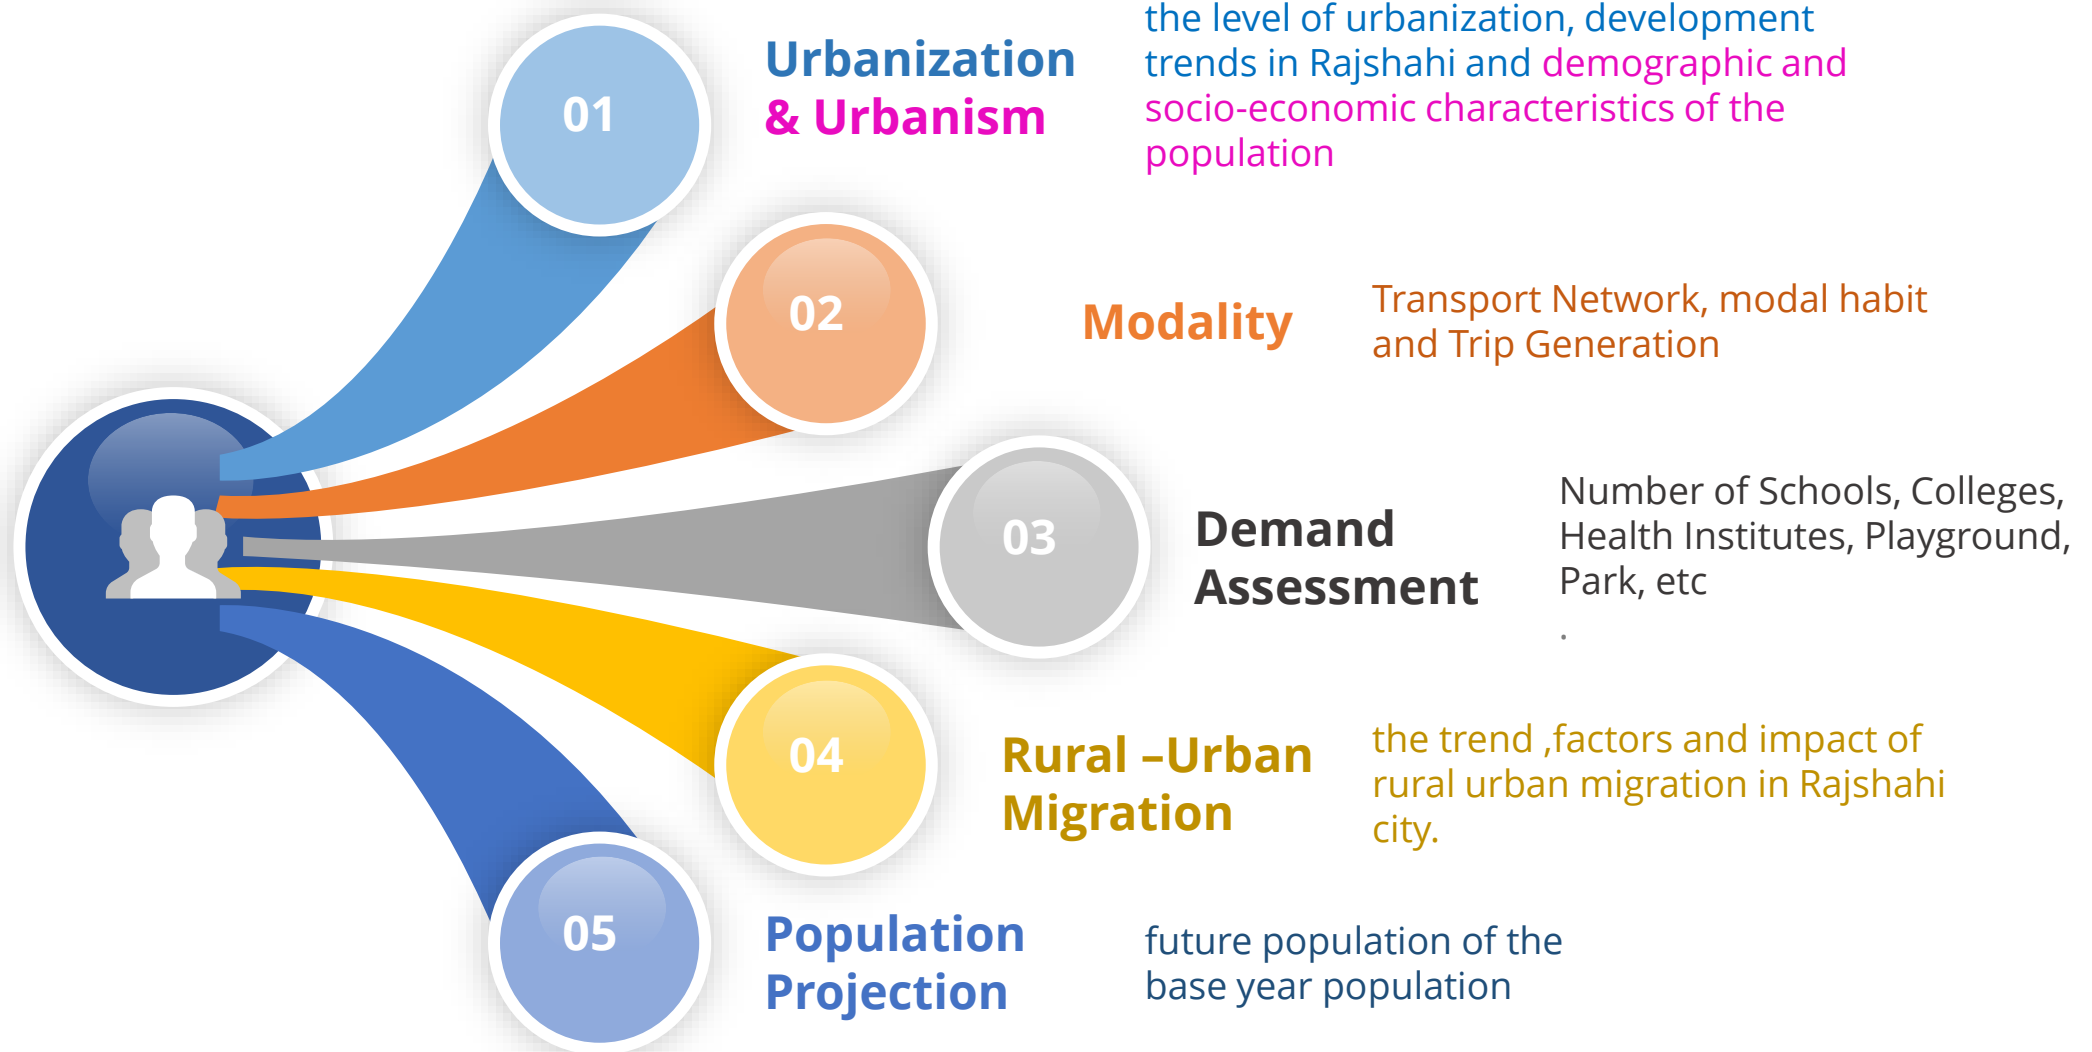 01
Urbanization
& Urbanism
the level of urbanization, development
trends in Rajshahi and demographic and
socio-economic characteristics of the
population
02
Modality
Transport Network, modal habit
and Trip Generation
03
Demand
Assessment
Number of Schools, Colleges,
Health Institutes, Playground,
Park, etc
.
04
Rural –Urban
Migration
the trend ,factors and impact of
rural urban migration in Rajshahi
city.
05
Population
Projection
future population of the
base year population